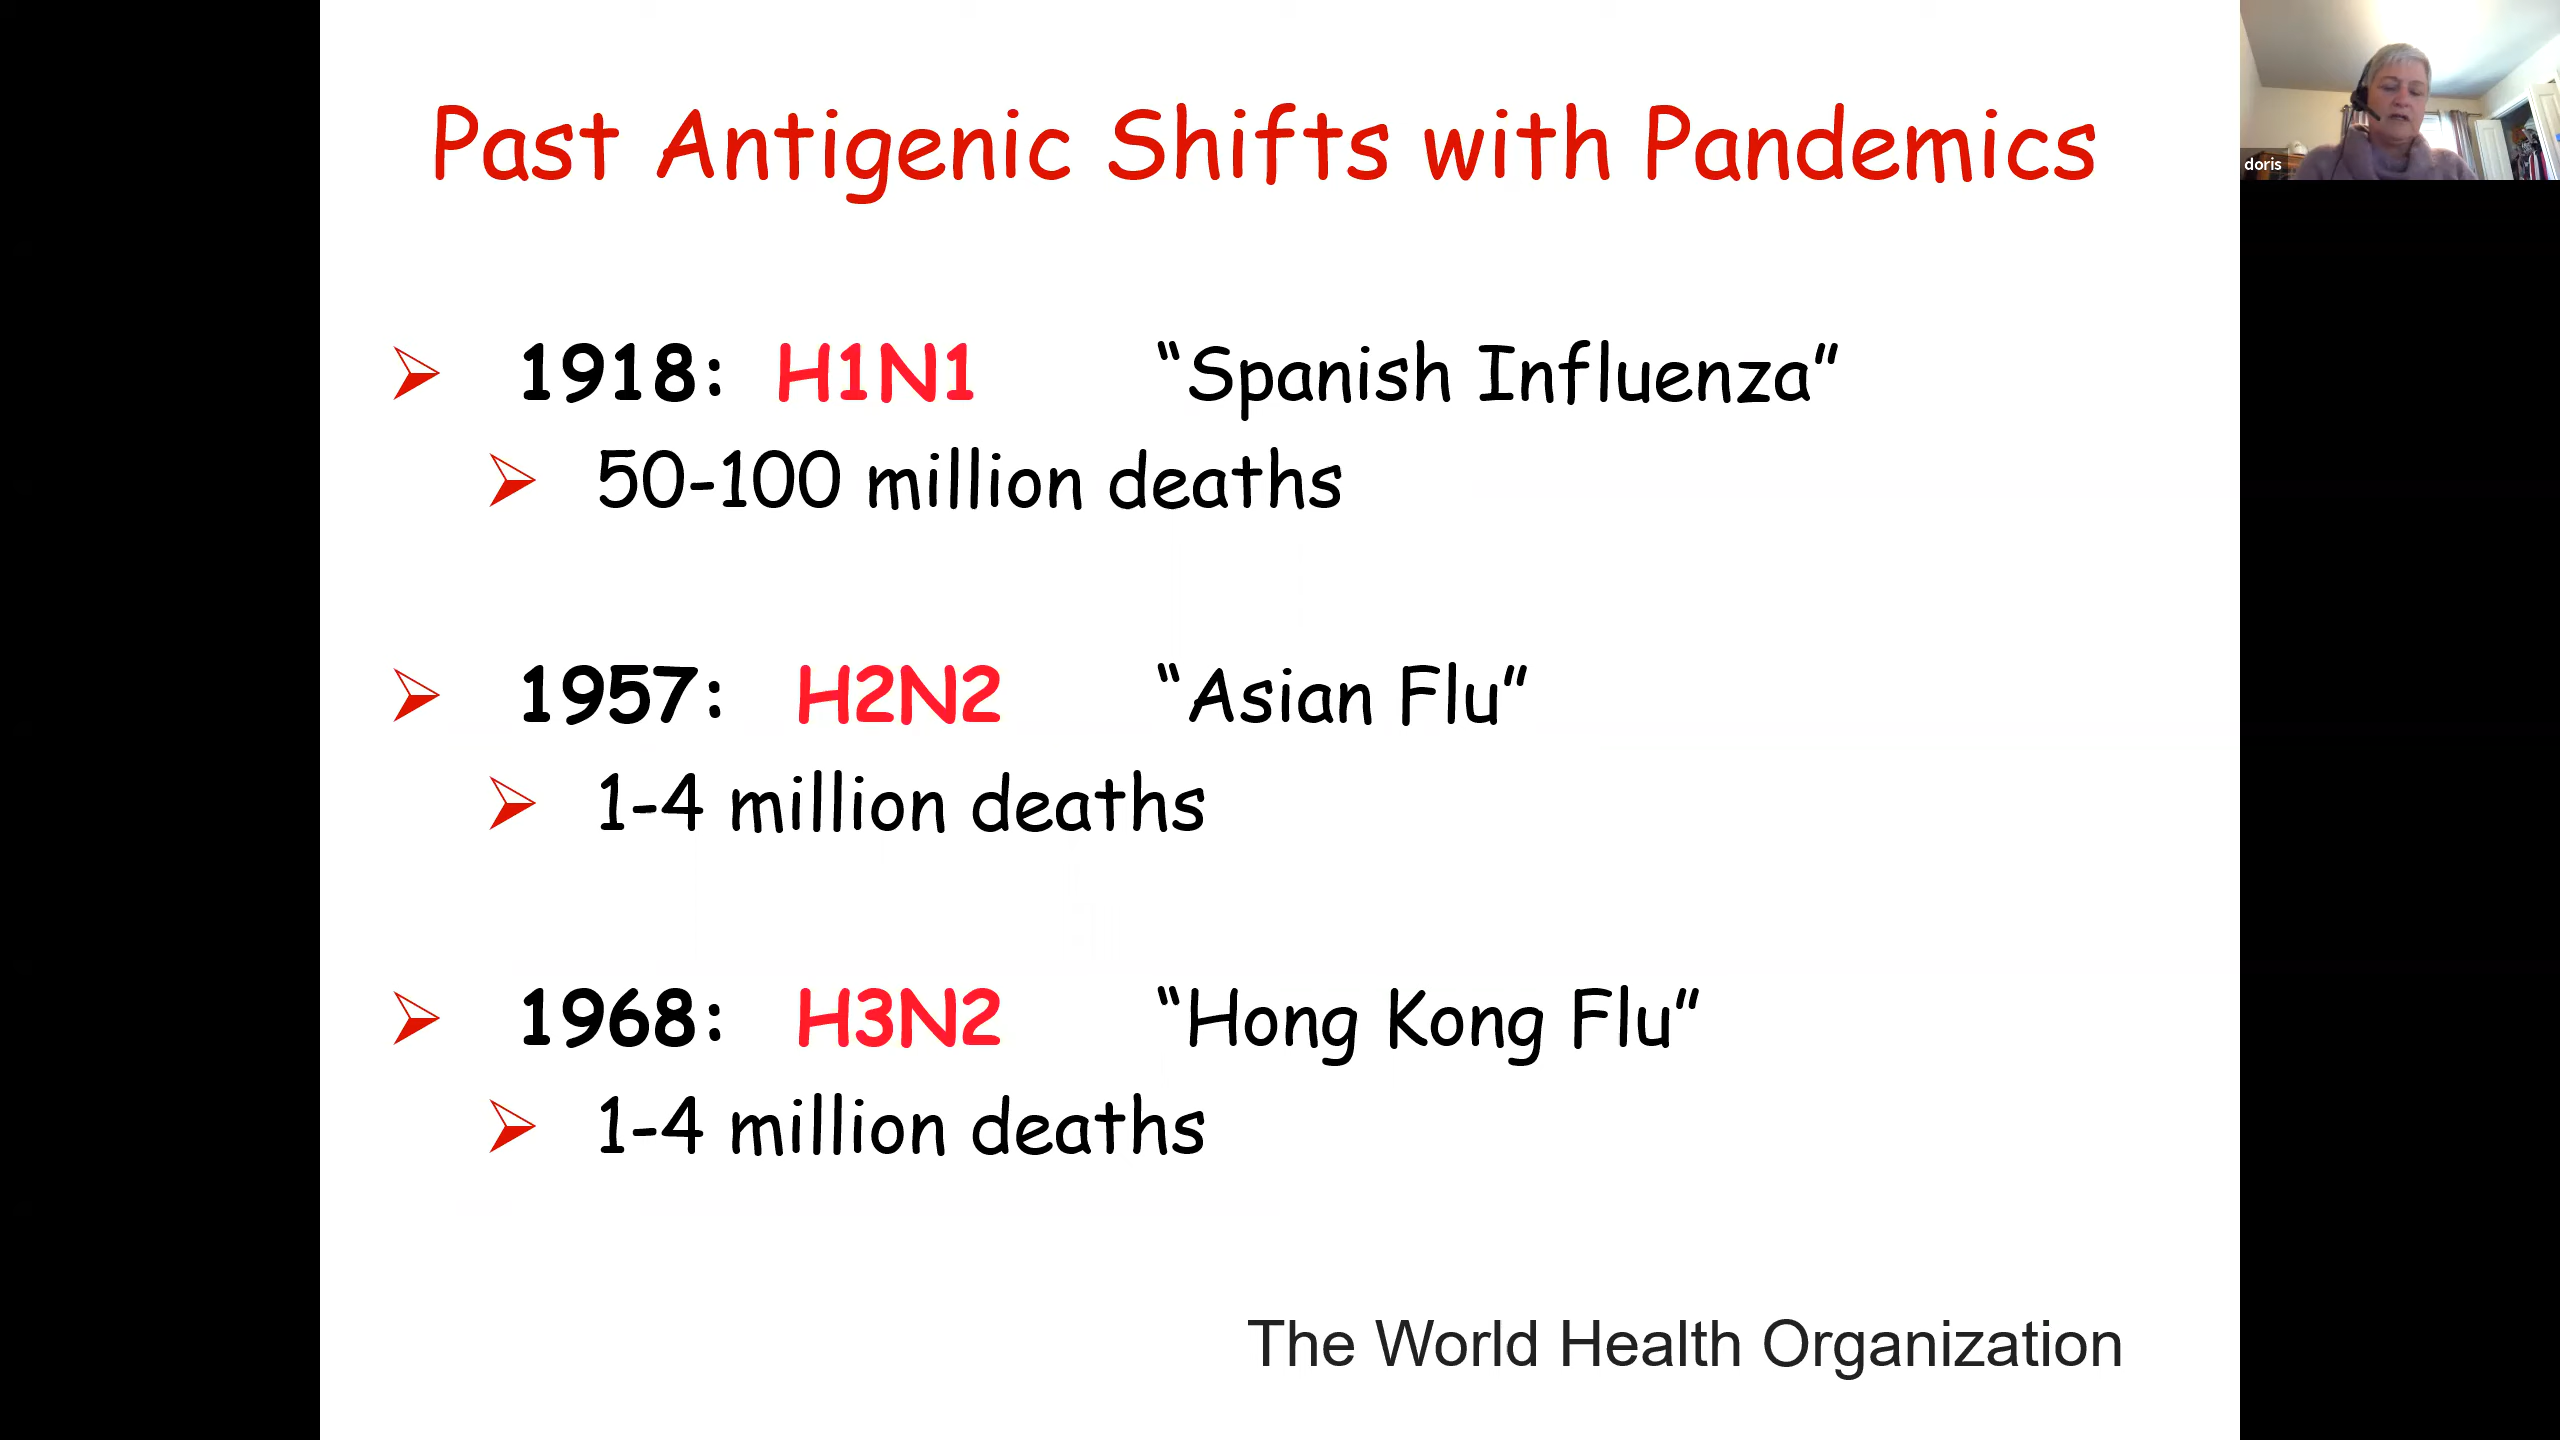 Past Antigenic Shifts with Pandemics
doris
1918: H1N1 “Spanish Influenza”
50-100 million deaths
1957: H2N2 “Asian Flu”
1-4 million deaths
1968: H3N2 “Hong Kong Flu”
1-4 million deaths
The World Health Organization